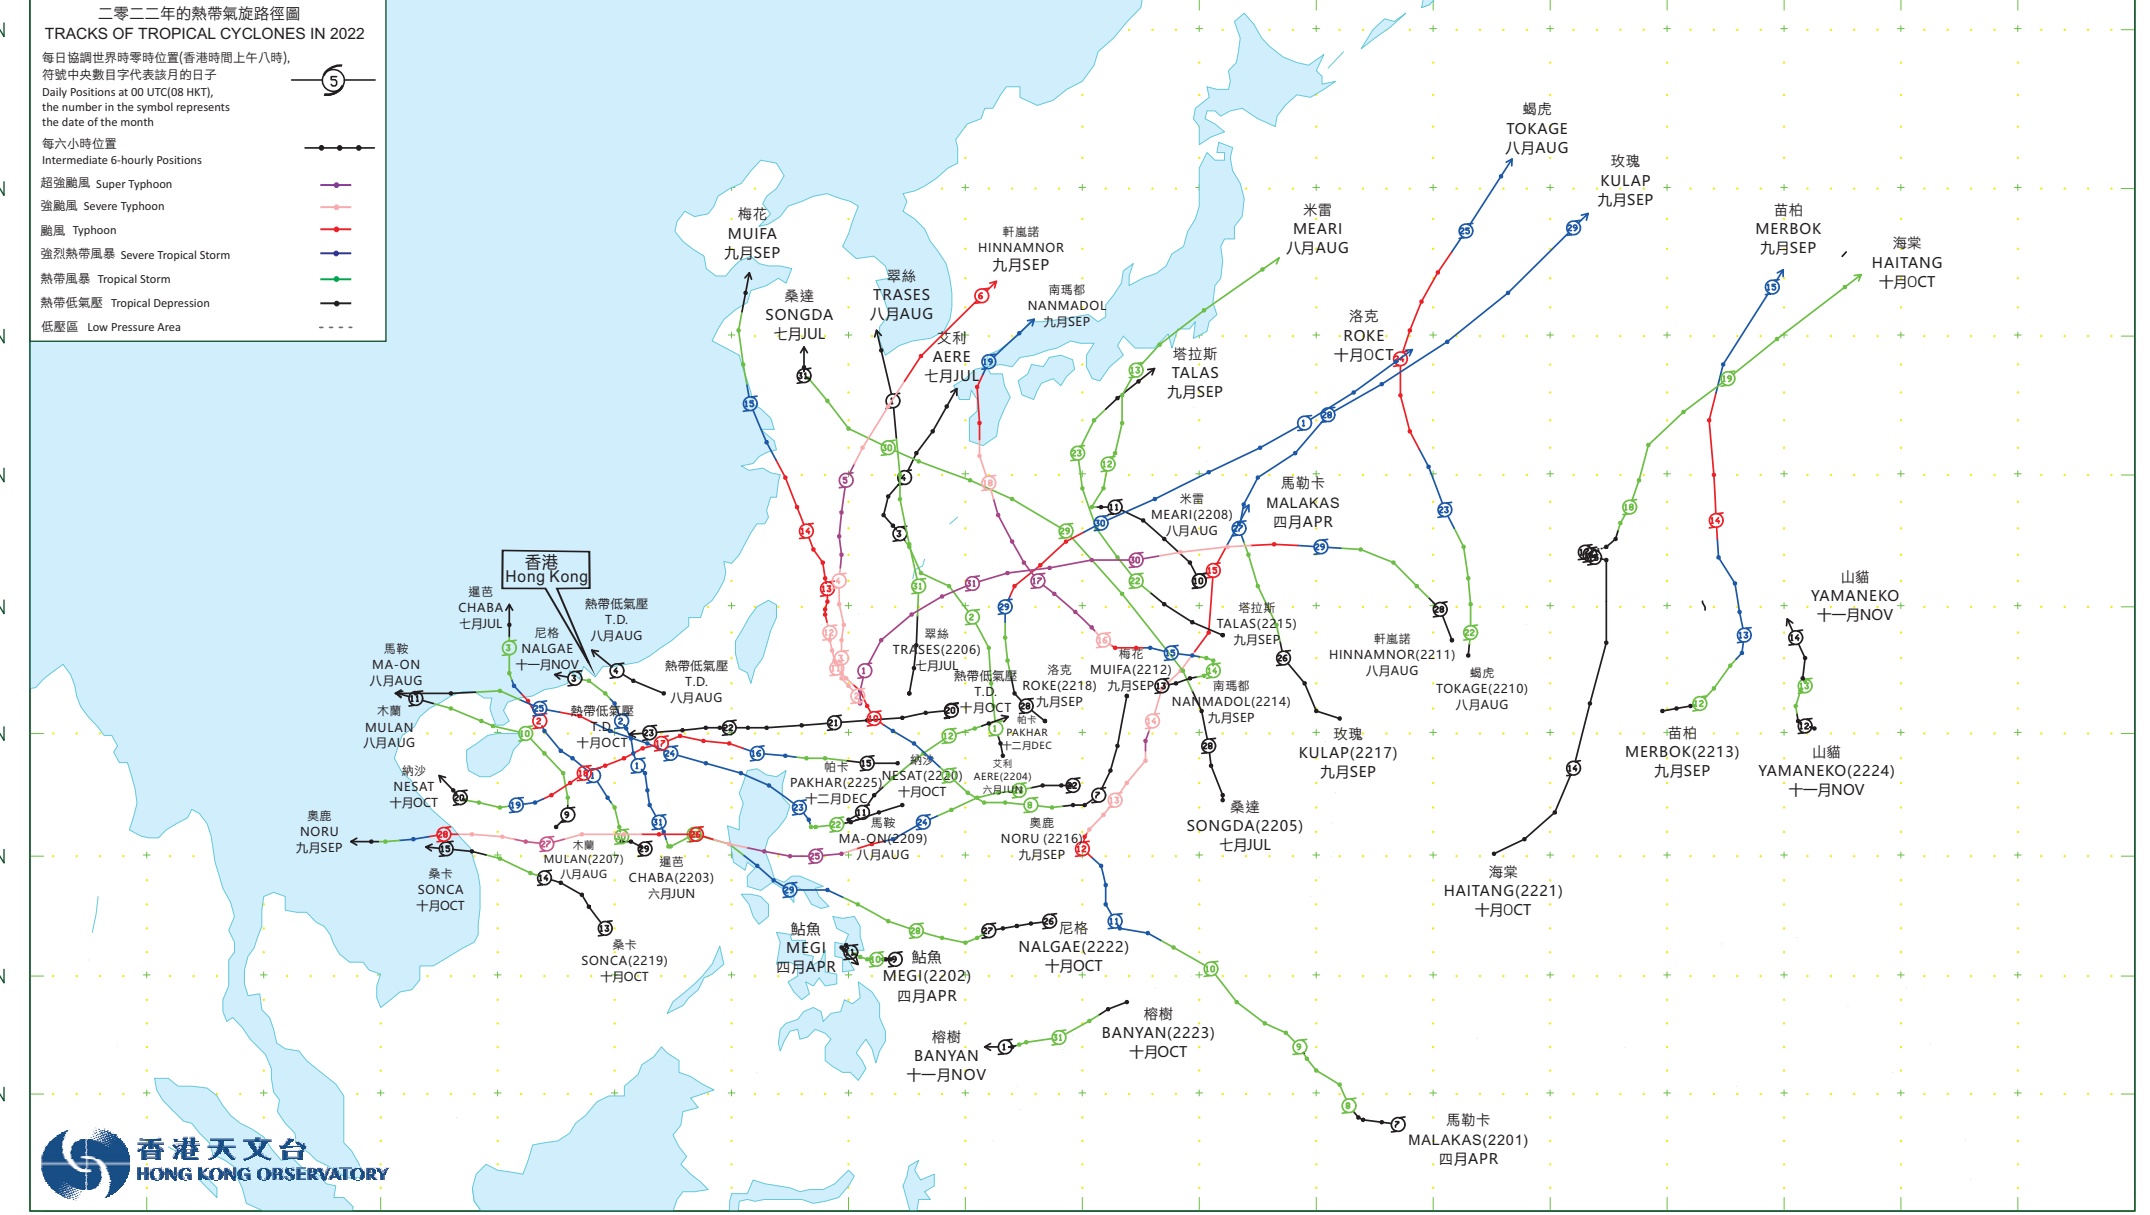 二零二二年的熱帶氣旋路徑圖
TRACKS OF TROPICAL CYCLONES IN 2022
每日協調世界時零時位置(香港時間上午八時),
符號中央數目字代表該月的日子
Daily Positions at 00 UTC(08 HKT),
the number in the symbol represents
the date of the month
5
每六小時位置
Intermediate 6-hourly Positions
超強颱風 Super Typhoon
強颱風 Severe Typhoon
颱風 Typhoon
強烈熱帶風暴 Severe Tropical Storm
熱帶風暴 Tropical Storm
熱帶低氣壓 Tropical Depression
低壓區 Low Pressure Area
蝎虎
TOKAGE
八月AUG
玫瑰
KULAP
九月SEP
梅花
MUIFA
九月SEP
軒嵐諾
HINNAMNOR
九月SEP
米雷
MEARI
八月AUG
苗柏
MERBOK
九月SEP
海棠
HAITANG
十月OCT
桑達
SONGDA
七月JUL
翠絲
TRASES
八月AUG
南瑪都
NANMADOL
九月SEP
艾利
AERE
七月JUL
洛克
ROKE
十月OCT
塔拉斯
TALAS
九月SEP
米雷
MEARI(2208)
八月AUG
馬勒卡
MALAKAS
四月APR
香港
Hong Kong
暹芭
CHABA
七月JUL
熱帶低氣壓
T.D.
八月AUG
尼格
NALGAE
十一月NOV
馬鞍
MA-ON
八月AUG
熱帶低氣壓
T.D.
八月AUG
木蘭
MULAN
八月AUG
熱帶低氣壓
T.D.
十月OCT
翠絲
TRASES(2206)
七月JUL
熱帶低氣壓
T.D.
十月OCT
洛克
ROKE(2218)
九月SEP
梅花
MUIFA(2212)
九月SEP
塔拉斯
TALAS(2215)
九月SEP
南瑪都
NANMADOL(2214)
九月SEP
軒嵐諾
HINNAMNOR(2211)
八月AUG
蝎虎
TOKAGE(2210)
八月AUG
山貓
YAMANEKO
十一月NOV
玫瑰
KULAP(2217)
九月SEP
苗柏
MERBOK(2213)
九月SEP
山貓
YAMANEKO(2224)
十一月NOV
帕卡
PAKHAR
十二月DEC
納沙
NESAT
十月OCT
帕卡
PAKHAR(2225)
十二月DEC
納沙
NESAT(2220)
十月OCT
艾利
AERE(2204)
六月JUN
奧鹿
NORU
九月SEP
木蘭
MULAN(2207)
八月AUG
暹芭
CHABA(2203)
六月JUN
馬鞍
MA-ON(2209)
八月AUG
奧鹿
NORU (2216)
九月SEP
桑達
SONGDA(2205)
七月JUL
桑卡
SONCA
十月OCT
海棠
HAITANG(2221)
十月OCT
桑卡
SONCA(2219)
十月OCT
鮎魚
MEGI
四月APR
鮎魚
MEGI(2202)
四月APR
尼格
NALGAE(2222)
十月OCT
榕樹
BANYAN
十一月NOV
榕樹
BANYAN(2223)
十月OCT
馬勒卡
MALAKAS(2201)
四月APR
香港天文台
HONG KONG OBSERVATORY